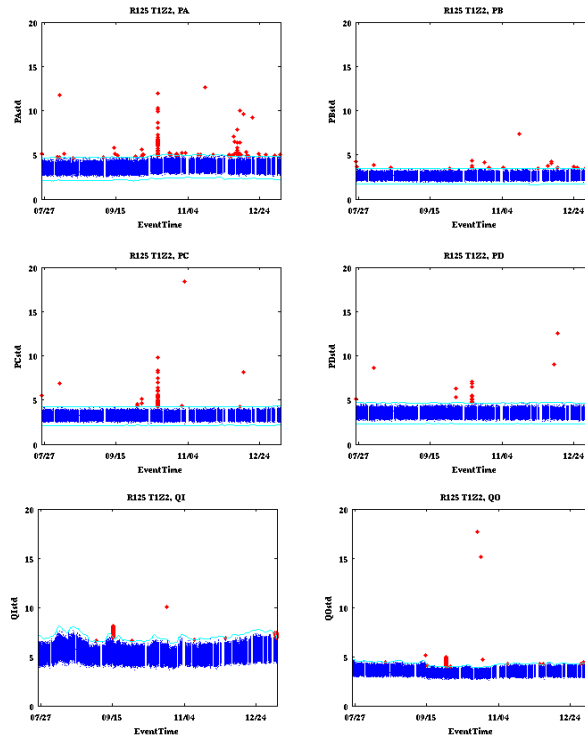 R125 T1Z2, PA
R125 T1Z2, PB
20
15
10
5
0
PAstd
07/27 09/15 11/04 12/24
EventTime
20
15
10
5
0
PBstd
07/27 09/15 11/04 12/24
EventTime
R125 T1Z2, PC
R125 T1Z2, PD
20
15
10
5
0
PCstd
07/27 09/15 11/04 12/24
EventTime
20
15
10
5
0
PDstd
07/27 09/15 11/04 12/24
EventTime
R125 T1Z2, QI
R125 T1Z2, QO
20
15
10
5
0
QIstd
07/27 09/15 11/04 12/24
EventTime
20
15
10
5
0
QOstd
07/27 09/15 11/04 12/24
EventTime